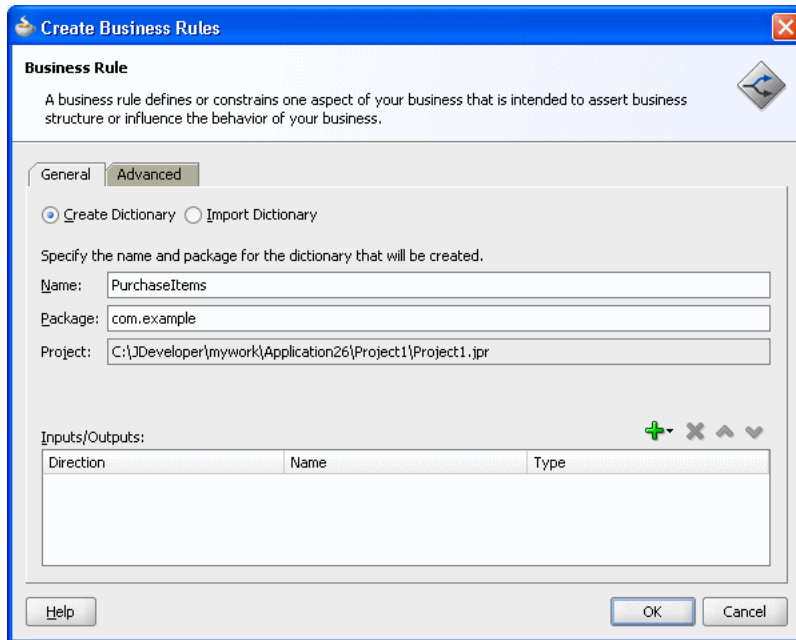 Create Business Rules
Business Rule
A business rule defines or constrains one aspect of your business that is intended to assert business
structure or influence the behavior of your business.
General Advanced
Create Dictionary Import Dictionary
Specify the name and package for the dictionary that will be created.
Name: PurchaseItems
Package: com.example
Project: C:\JDeveloper\mywork\Application26\Project1\Project1.jpr
Inputs/Outputs:
Direction Name Type
Help OK Cancel